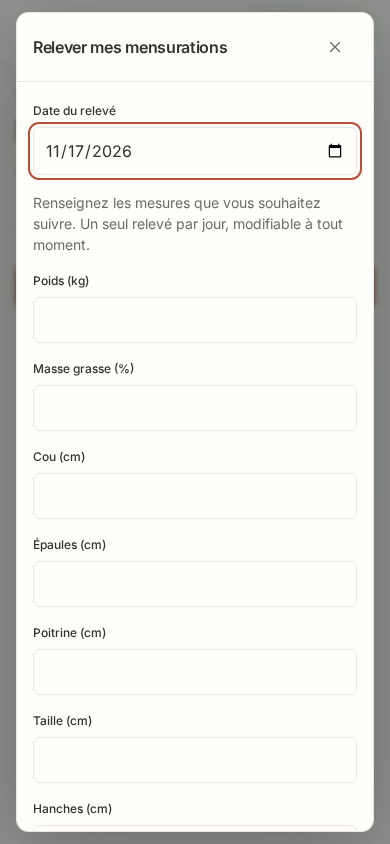 Relever mes mensurations
Date du relevé
11/17/2026
Renseignez les mesures que vous souhaitez
suivre. Un seul relevé par jour, modifiable à tout
moment.
Poids (kg)
Masse grasse (%)
Cou (cm)
Épaules (cm)
Poitrine (cm)
Taille (cm)
Hanches (cm)